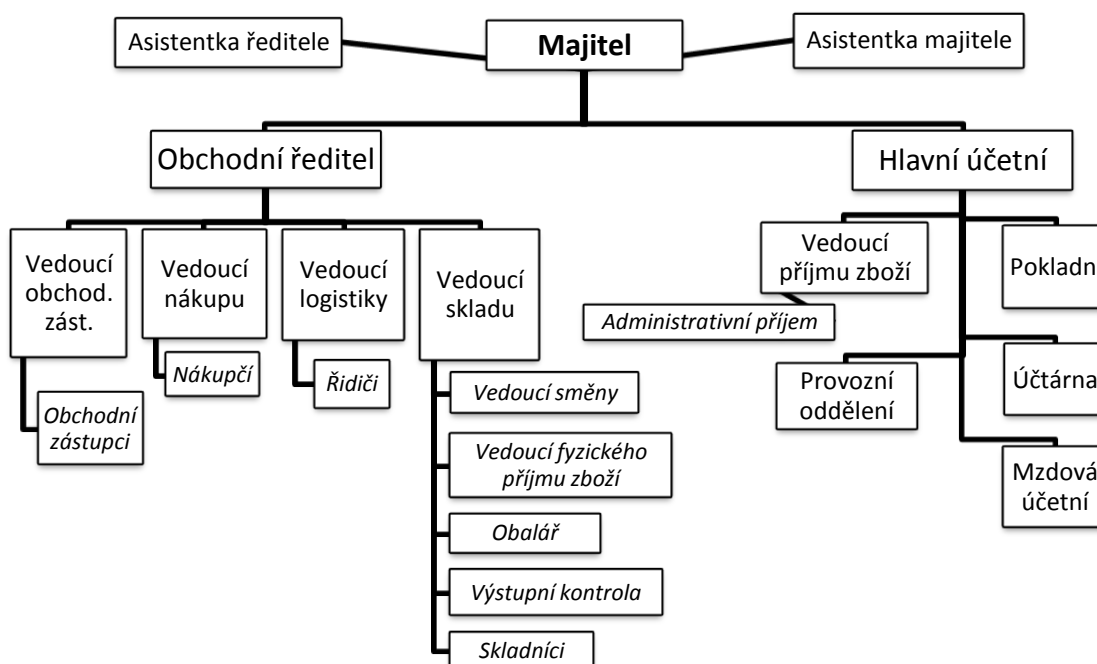 Asistentka ředitele
Majitel
Asistentka majitele
Obchodní ředitel
Hlavní účetní
Vedoucí
obchod.
zást.
Vedoucí
nákupu
Vedoucí
logistiky
Vedoucí
skladu
Vedoucí
příjmu zboží
Pokladn
Administrativní příjem
Obchodní
zástupci
Nákupčí
Řidiči
Vedoucí směny
Vedoucí fyzického
příjmu zboží
Obalář
Výstupní kontrola
Skladníci
Provozní
oddělení
Účtárna
Mzdová
účetní